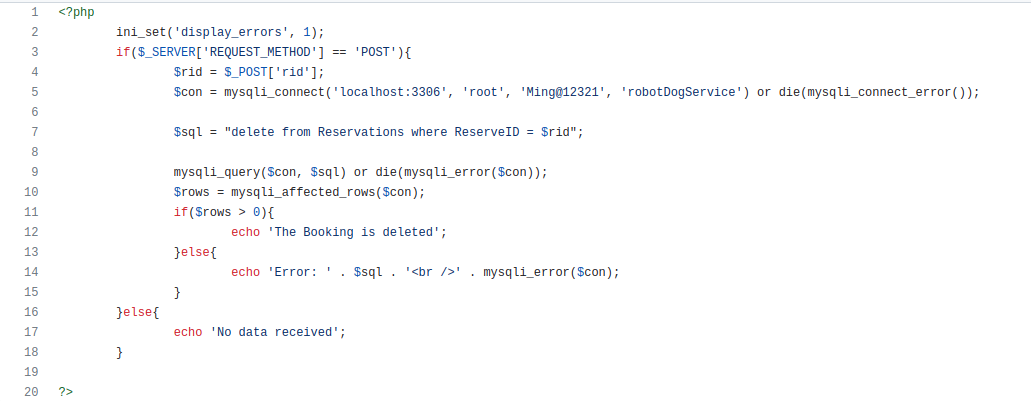 1 <?php
2 ini_set('display_errors', 1);
3 if($_SERVER['REQUEST_METHOD'] == 'POST'){
4 $rid = $_POST['rid'];
5 $con = mysqli_connect('localhost:3306', 'root', 'Ming@12321', 'robotDogService') or die(mysqli_connect_error());
6
7 $sql = "delete from Reservations where ReserveID = $rid";
8
9 mysqli_query($con, $sql) or die(mysqli_error($con));
10 $rows = mysqli_affected_rows($con);
11 if($rows > 0){
12 echo 'The Booking is deleted';
13 }else{
14 echo 'Error: ' . $sql . '<br />' . mysqli_error($con);
15 }
16 }else{
17 echo 'No data received';
18 }
19
20 ?>